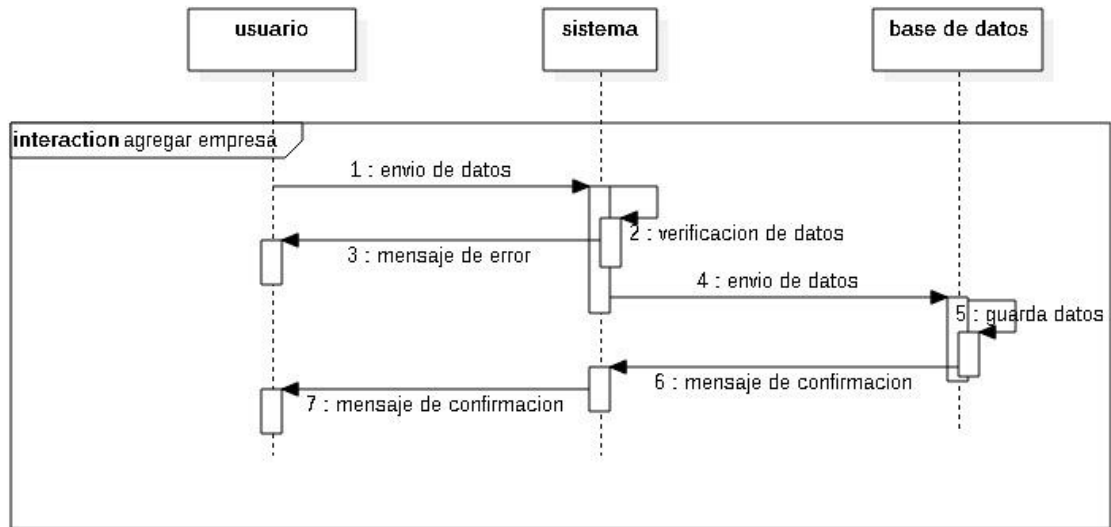 usuario
sistema
base de datos
interaction agregar empresa
1 : envio de datos
2 : verificacion de datos
3 : mensaje de error
4 : envio de datos
5 : guarda datos
6 : mensaje de confirmacion
7 : mensaje de confirmacion